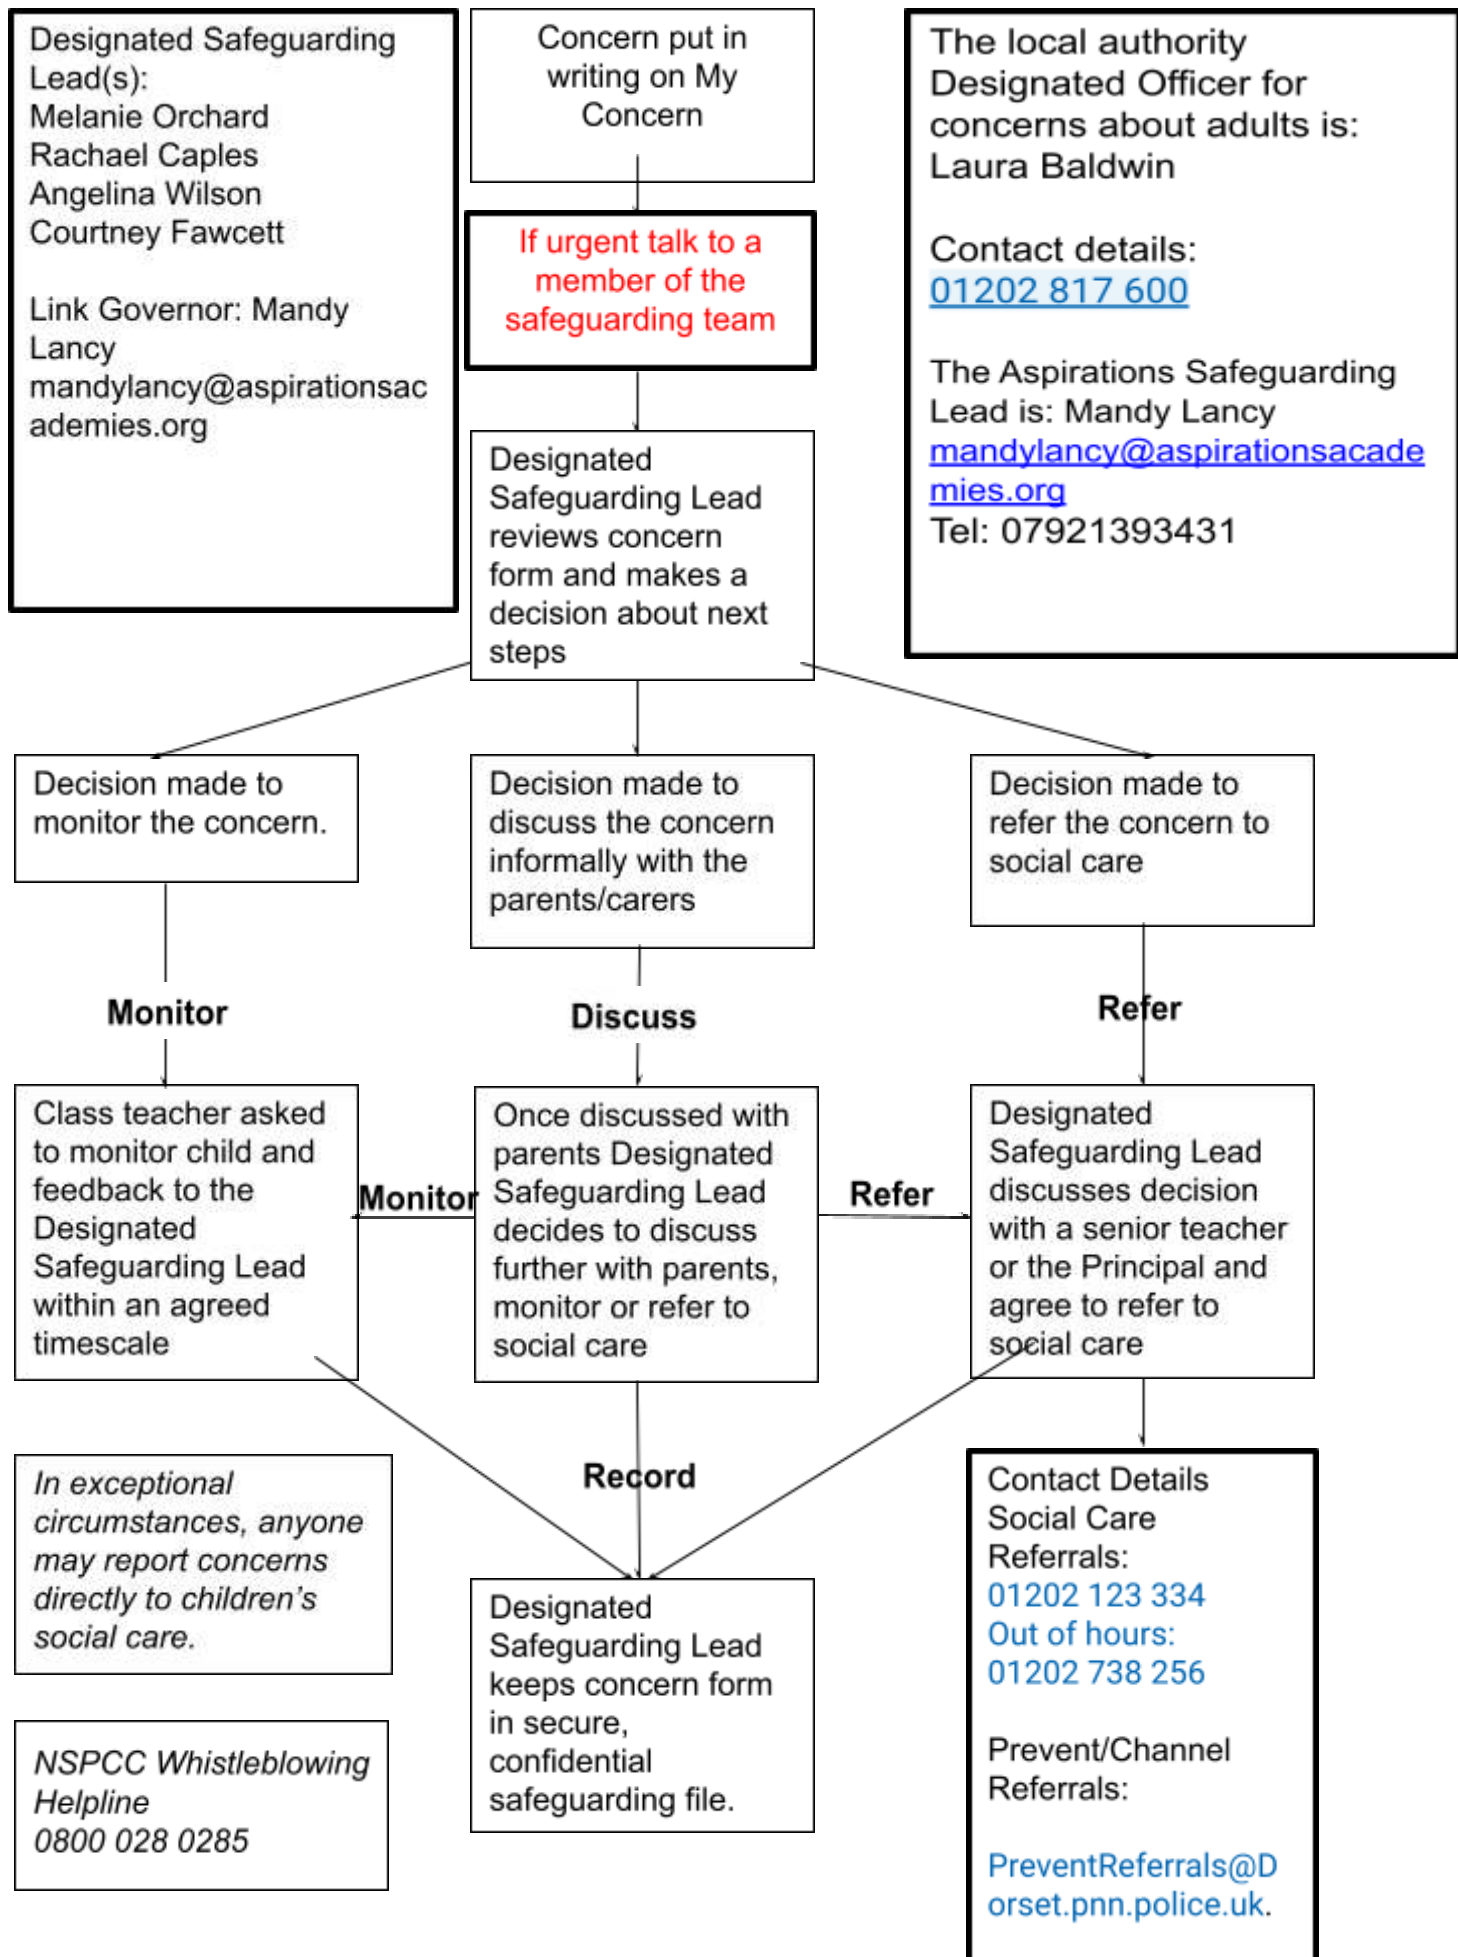 Designated Safeguarding
Lead(s):
Melanie Orchard
Rachael Caples
Angelina Wilson
Courtney Fawcett
Link Governor: Mandy
Lancy
mandylancy@aspirationsac
ademies.org
Concern put in
writing on My
Concern
If urgent talk to a
member of the
safeguarding team
The local authority
Designated Officer for
concerns about adults is:
Laura Baldwin
Contact details:
01202 817 600
The Aspirations Safeguarding
Lead is: Mandy Lancy
mandylancy@aspirationsacade
mies.org
Tel: 07921393431
Designated
Safeguarding Lead
reviews concern
form and makes a
decision about next
steps
Decision made to
monitor the concern.
Decision made to
discuss the concern
informally with the
parents/carers
Decision made to
refer the concern to
social care
Monitor
Discuss
Refer
Class teacher asked
to monitor child and
feedback to the
Designated
Safeguarding Lead
within an agreed
timescale
Monitor
Once discussed with
parents Designated
Safeguarding Lead
decides to discuss
further with parents,
monitor or refer to
social care
Refer
Designated
Safeguarding Lead
discusses decision
with a senior teacher
or the Principal and
agree to refer to
social care
In exceptional
circumstances, anyone
may report concerns
directly to children's
social care.
Record
Designated
Safeguarding Lead
keeps concern form
in secure,
confidential
safeguarding file.
Contact Details
Social Care
Referrals:
01202 123 334
Out of hours:
01202 738 256
Prevent/Channel
Referrals:
PreventReferrals@D
orset.pnn.police.uk.
NSPCC Whistleblowing
Helpline
0800 028 0285